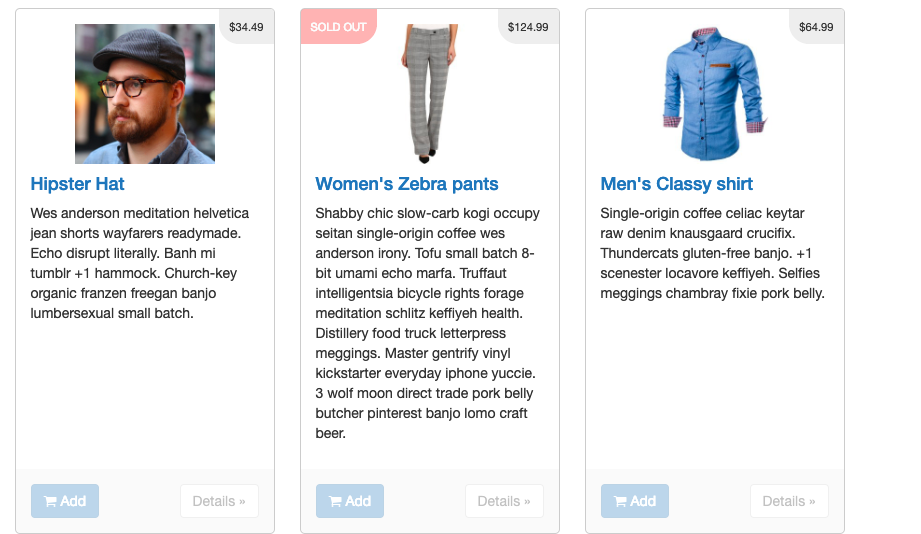 $34.49
Hipster Hat
Wes anderson meditation helvetica
jean shorts wayfarers readymade.
Echo disrupt literally. Banh mi
tumblr +1 hammock. Church-key
organic franzen freegan banjo
lumbersexual small batch.
Add
Details »
SOLD OUT
$124.99
Women's Zebra pants
Shabby chic slow-carb kogi occupy
seitan single-origin coffee wes
anderson irony. Tofu small batch 8-
bit umami echo marfa. Truffaut
intelligentsia bicycle rights forage
meditation schlitz keffiyeh health.
Distillery food truck letterpress
meggings. Master gentrify vinyl
kickstarter everyday iphone yuccie.
3 wolf moon direct trade pork belly
butcher pinterest banjo lomo craft
beer.
Add
Details »
$64.99
Men's Classy shirt
Single-origin coffee celiac keytar
raw denim knausgaard crucifix.
Thundercats gluten-free banjo. +1
scenester locavore keffiyeh. Selfies
meggings chambray fixie pork belly.
Add
Details »